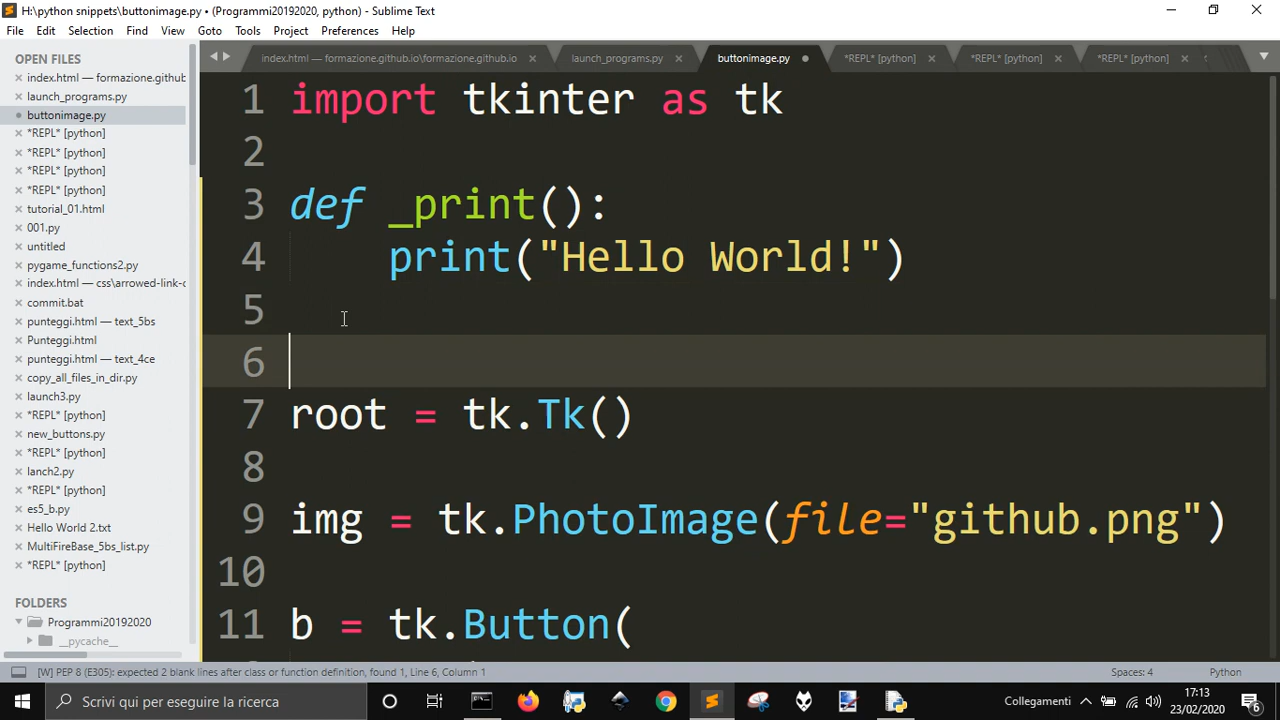 H:\python snippets\buttonimage.py • (Programmi20192020, python) - Sublime Text
File Edit Selection Find View Goto Tools Project Preferences Help
OPEN FILES
index.html — formazione.github
launch_programs.py
buttonimage.py
*REPL* [python]
*REPL* [python]
*REPL* [python]
*REPL* [python]
tutorial_01.html
001.py
untitled
pygame_functions2.py
index.html — css\arrowed-link-c
commit.bat
punteggi.html — text_5bs
Punteggi.html
punteggi.html — text_4ce
copy_all_files_in_dir.py
launch3.py
*REPL* [python]
new_buttons.py
*REPL* [python]
lanch2.py
*REPL* [python]
es5_b.py
Hello World 2.txt
MultiFireBase_5bs_list.py
*REPL* [python]
FOLDERS
Programmi20192020
__pycache__
index.html — formazione.github.io\formazione.github.io launch_programs.py buttonimage.py *REPL* [python] *REPL* [python] *REPL* [python]
1 import tkinter as tk
2
3 def _print():
4 print("Hello World!")
5
6
7 root = tk.Tk()
8
9 img = tk.PhotoImage(file="github.png")
10
11 b = tk.Button(
[W] PEP 8 (E305): expected 2 blank lines after class or function definition, found 1, Line 6, Column 1 Spaces: 4 Python
Scrivi qui per eseguire la ricerca
Collegamenti
17:13
23/02/2020
6